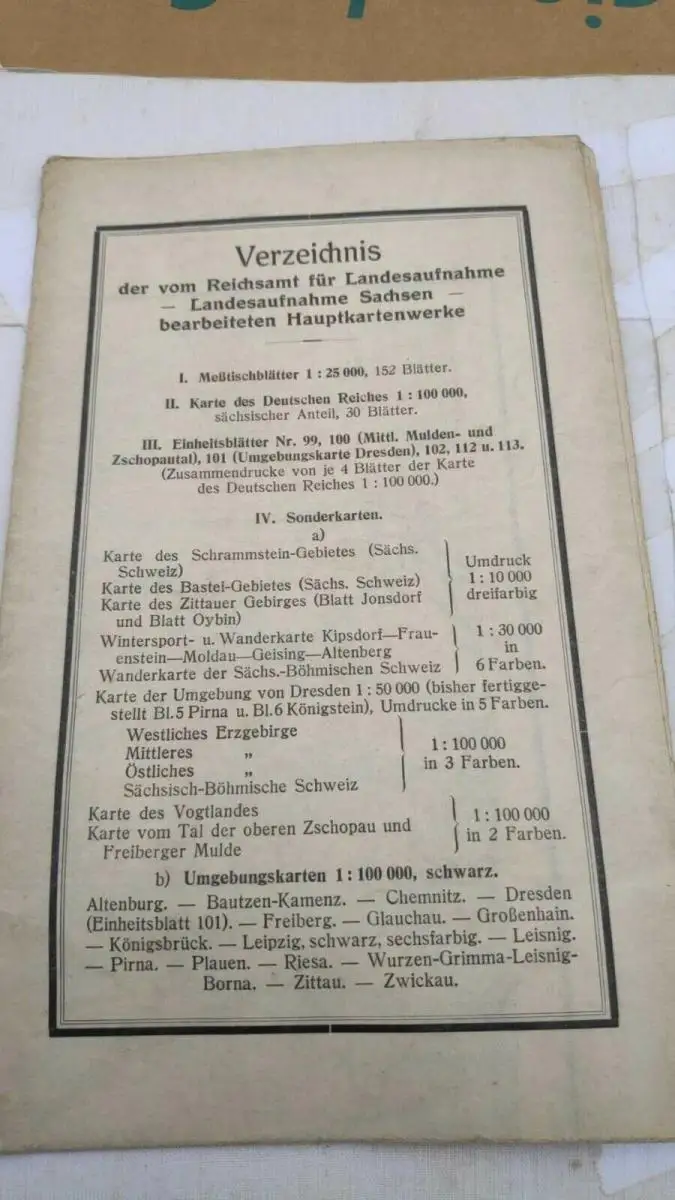 Verzeichnis
der vom Reichsamt für Landesaufnahme
— Landesaufnahme Sachsen —
bearbeiteten Hauptkartenwerke
I. Meßtischblätter 1 : 25 000, 152 Blätter.
II. Karte des Deutschen Reiches 1 : 100 000,
sächsischer Anteil, 30 Blätter.
III. Einheitsblätter Nr. 99, 100 (Mittl. Mulden- und
Zschopautal), 101 (Umgebungskarte Dresden), 102, 112 u. 113.
(Zusammendrucke von je 4 Blätter der Karte
des Deutschen Reiches 1 : 100 000.)
IV. Sonderkarten.
a)
Karte des Schrammstein-Gebietes (Sächs.
Schweiz)
Karte des Bastei-Gebietes (Sächs. Schweiz)
Karte des Zittauer Gebirges (Blatt Jonsdorf
und Blatt Oybin)
Umdruck
1 : 10 000
dreifarbig
Wintersport- u. Wanderkarte Kipsdorf—Frau-
enstein—Moldau—Geising—Altenberg
Wanderkarte der Sächs.-Böhmischen Schweiz
1 : 30 000
in
6 Farben.
Karte der Umgebung von Dresden 1 : 50 000 (bisher fertigge-
stellt Bl. 5 Pirna u. Bl. 6 Königstein), Umdrucke in 5 Farben.
Westliches Erzgebirge
Mittleres „
Östliches „
Sächsisch-Böhmische Schweiz
1 : 100 000
in 3 Farben.
Karte des Vogtlandes
Karte vom Tal der oberen Zschopau und
Freiberger Mulde
1 : 100 000
in 2 Farben.
b) Umgebungskarten 1 : 100 000, schwarz.
Altenburg. — Bautzen-Kamenz. — Chemnitz. — Dresden
(Einheitsblatt 101). — Freiberg. — Glauchau. — Großenhain.
— Königsbrück. — Leipzig, schwarz, sechsfarbig. — Leisnig.
— Pirna. — Plauen. — Riesa. — Wurzen-Grimma-Leisnig-
Borna. — Zittau. — Zwickau.